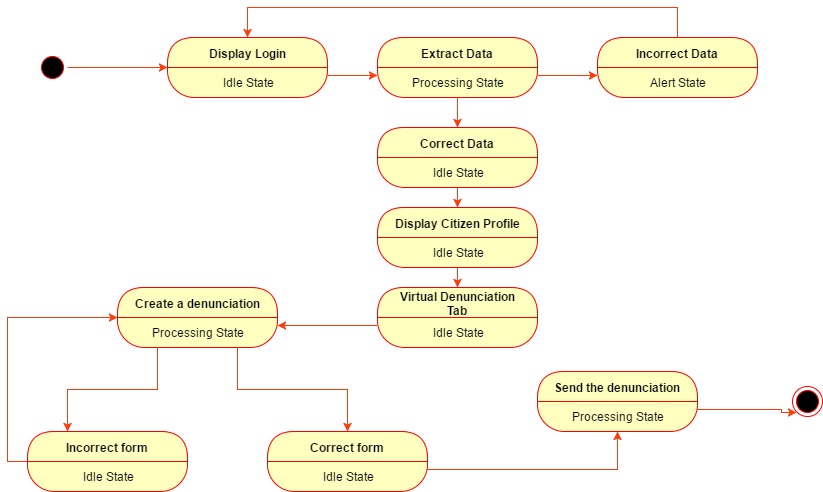 Display Login
Idle State
Extract Data
Processing State
Incorrect Data
Alert State
Correct Data
Idle State
Display Citizen Profile
Idle State
Virtual Denunciation
Tab
Idle State
Create a denunciation
Processing State
Send the denunciation
Processing State
Incorrect form
Idle State
Correct form
Idle State